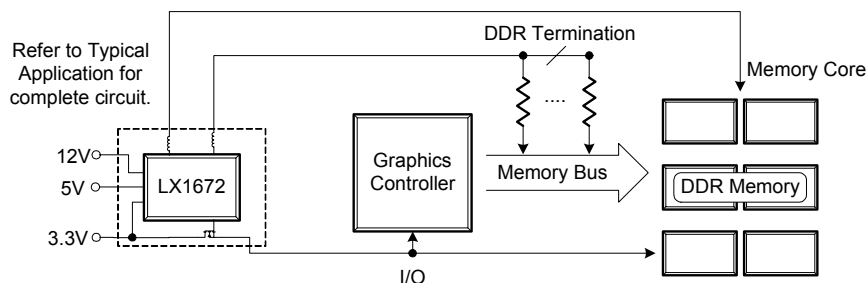 DDR Termination
Refer to Typical
Application for
complete circuit.
Memory Core
....
12V
5V
3.3V
LX1672
Graphics
Controller
Memory Bus
DDR Memory
I/O